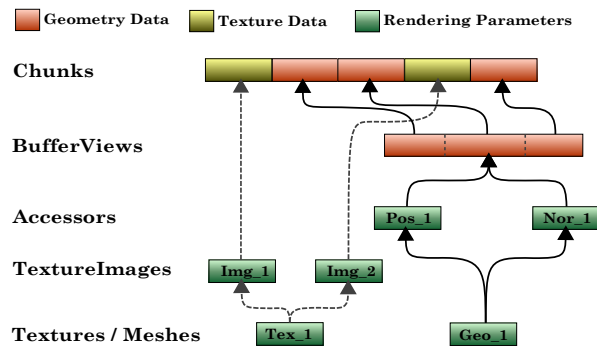 Geometry Data Texture Data Rendering Parameters
Chunks
BufferViews
Accessors Pos_1 Nor_1
TextureImages Img_1 Img_2
Textures / Meshes Tex_1 Geo_1